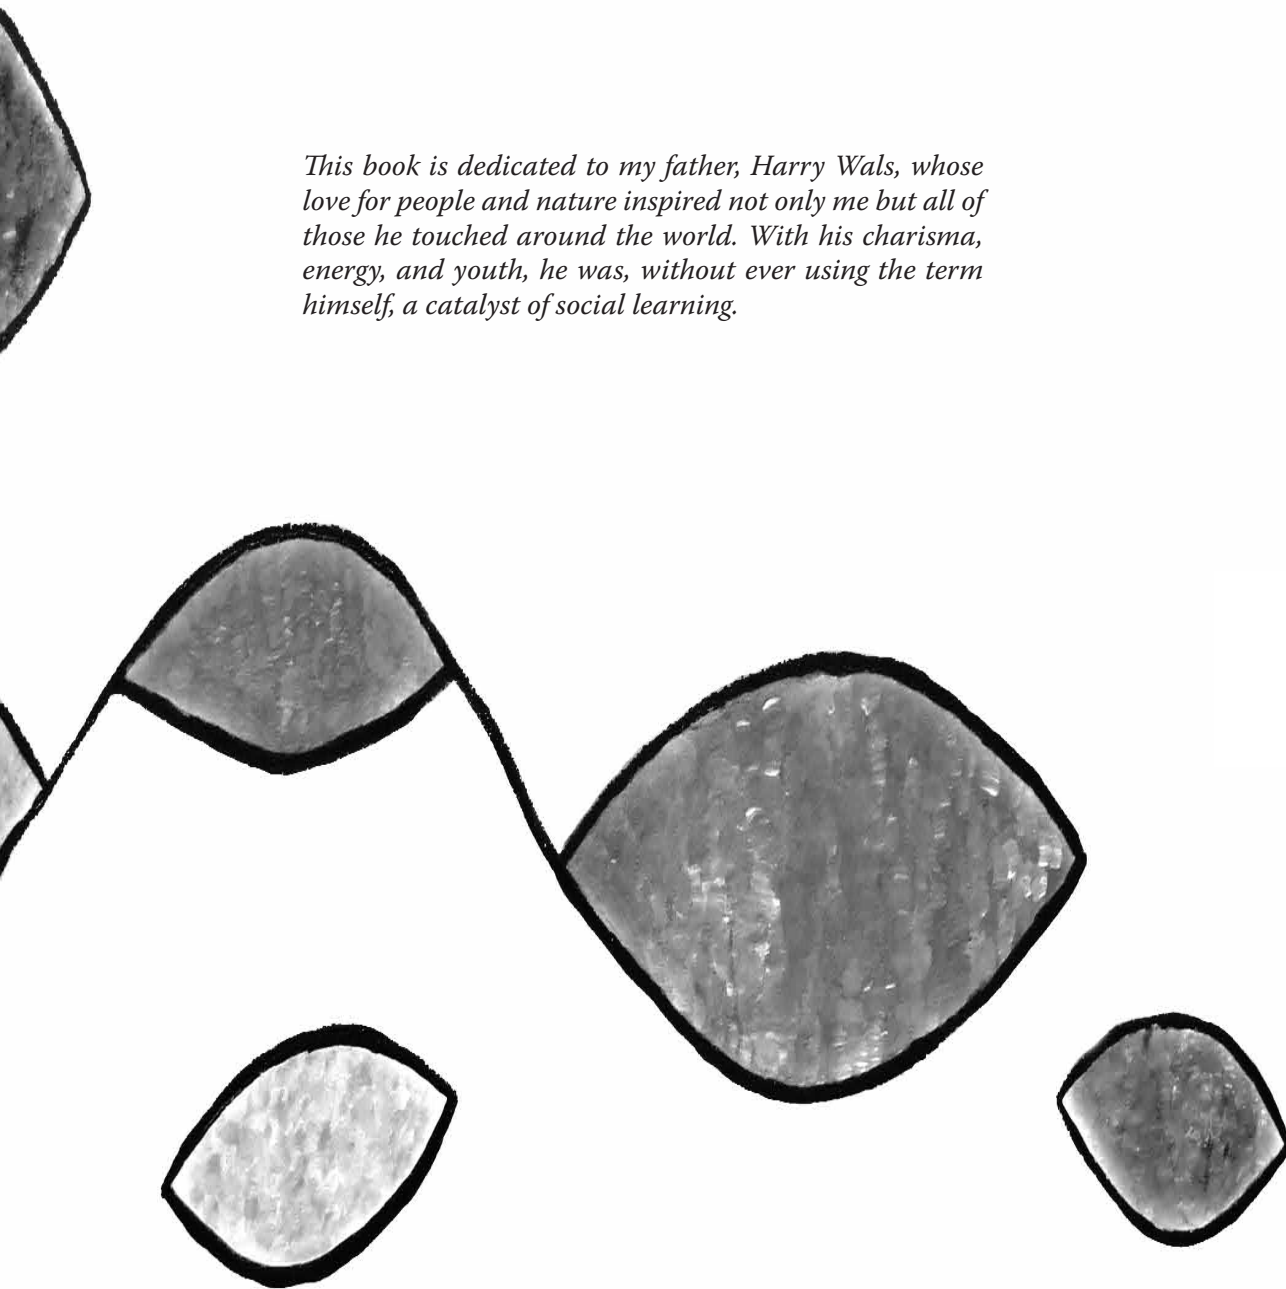 This book is dedicated to my father, Harry Wals, whose
love for people and nature inspired not only me but all of
those he touched around the world. With his charisma,
energy, and youth, he was, without ever using the term
himself, a catalyst of social learning.